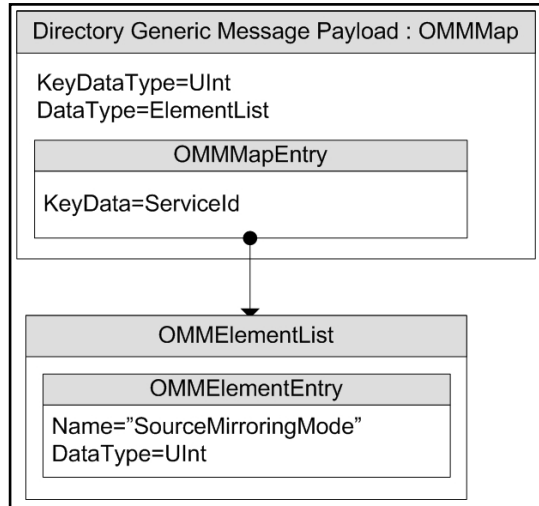 Directory Generic Message Payload : OMMMap
KeyDataType=UInt
DataType=ElementList
OMMMapEntry
KeyData=ServiceId
OMMElementList
OMMElementEntry
Name=”SourceMirroringMode”
DataType=UInt